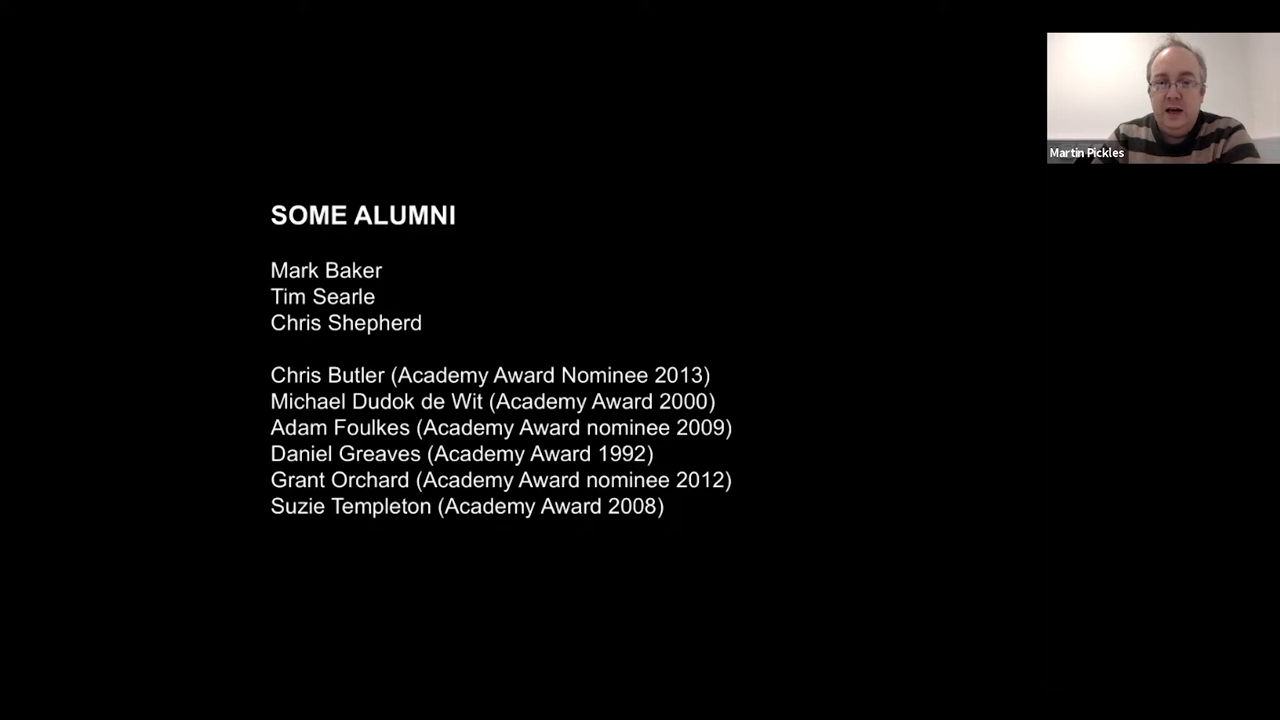 Martin Pickles
SOME ALUMNI
Mark Baker
Tim Searle
Chris Shepherd
Chris Butler (Academy Award Nominee 2013)
Michael Dudok de Wit (Academy Award 2000)
Adam Foulkes (Academy Award nominee 2009)
Daniel Greaves (Academy Award 1992)
Grant Orchard (Academy Award nominee 2012)
Suzie Templeton (Academy Award 2008)